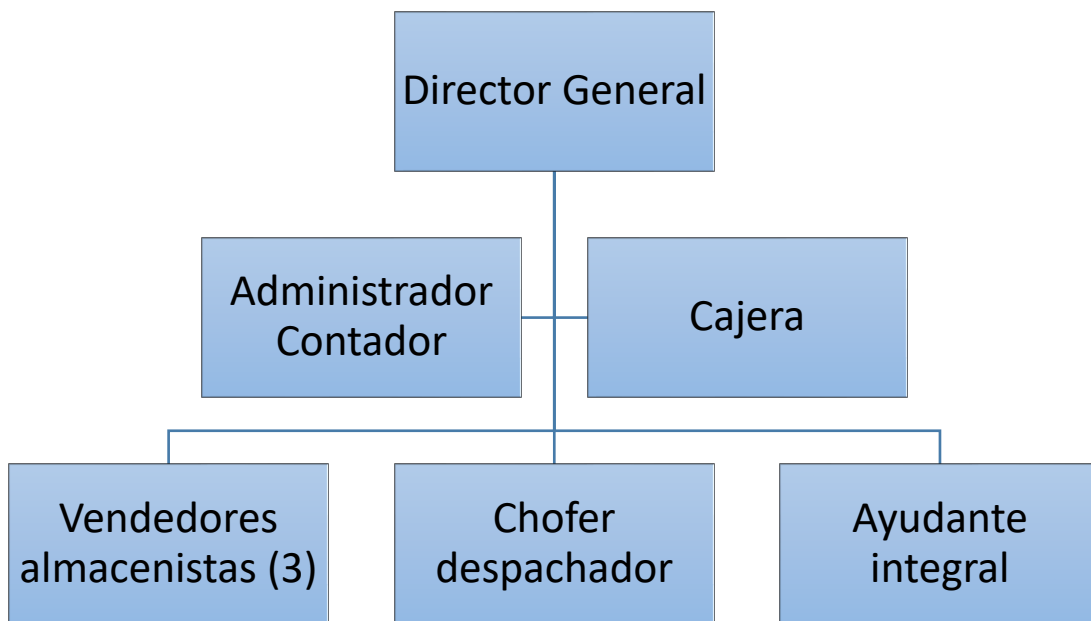 Director General
Administrador
Contador
Cajera
Vendedores
almacenistas (3)
Chofer
despachador
Ayudante
integral